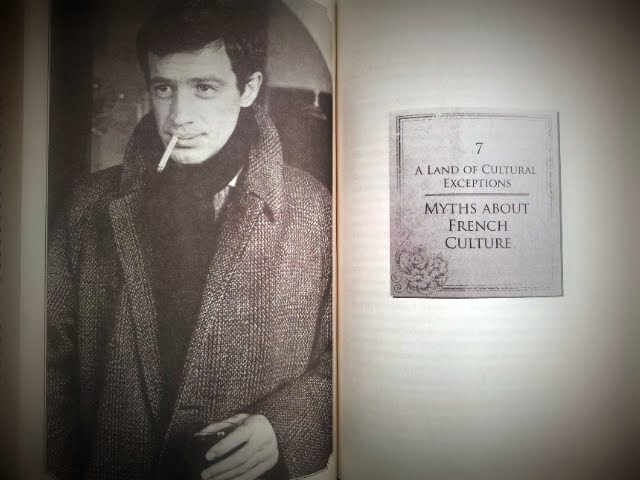 7
A LAND OF CULTURAL
EXCEPTIONS
MYTHS ABOUT
FRENCH
CULTURE